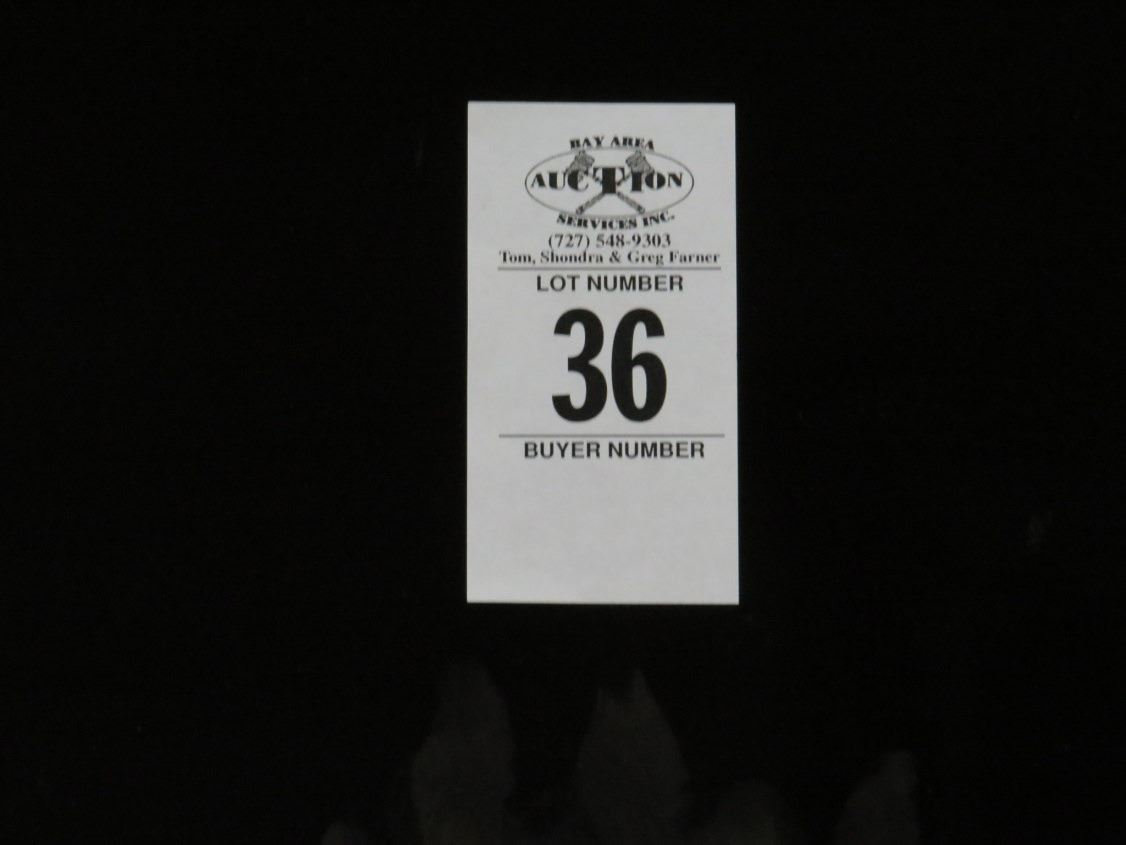 BAY AREA
AUCTION
SERVICES INC.
(727) 548-9303
Tom, Shondra & Greg Farner
LOT NUMBER
36
BUYER NUMBER